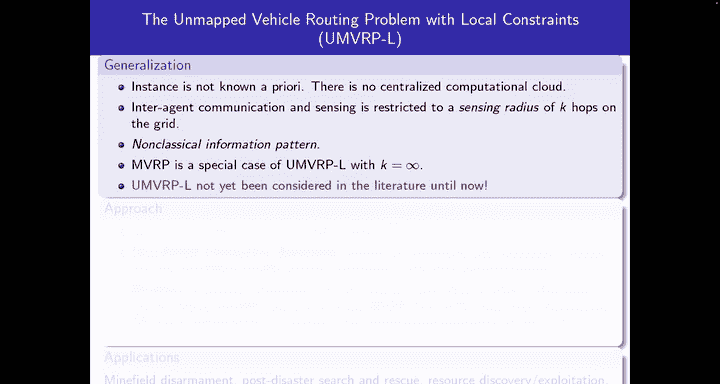 The Unmapped Vehicle Routing Problem with Local Constraints
(UMVRP-L)
Generalization
Instance is not known a priori. There is no centralized computational cloud.
Inter-agent communication and sensing is restricted to a sensing radius of k hops on
the grid.
Nonclassical information pattern.
MVRP is a special case of UMVRP-L with k = ∞.
UMVRP-L not yet been considered in the literature until now!
Approach
Applications
Minefield disarmament, post-disaster search and rescue, resource discovery/exploitation,